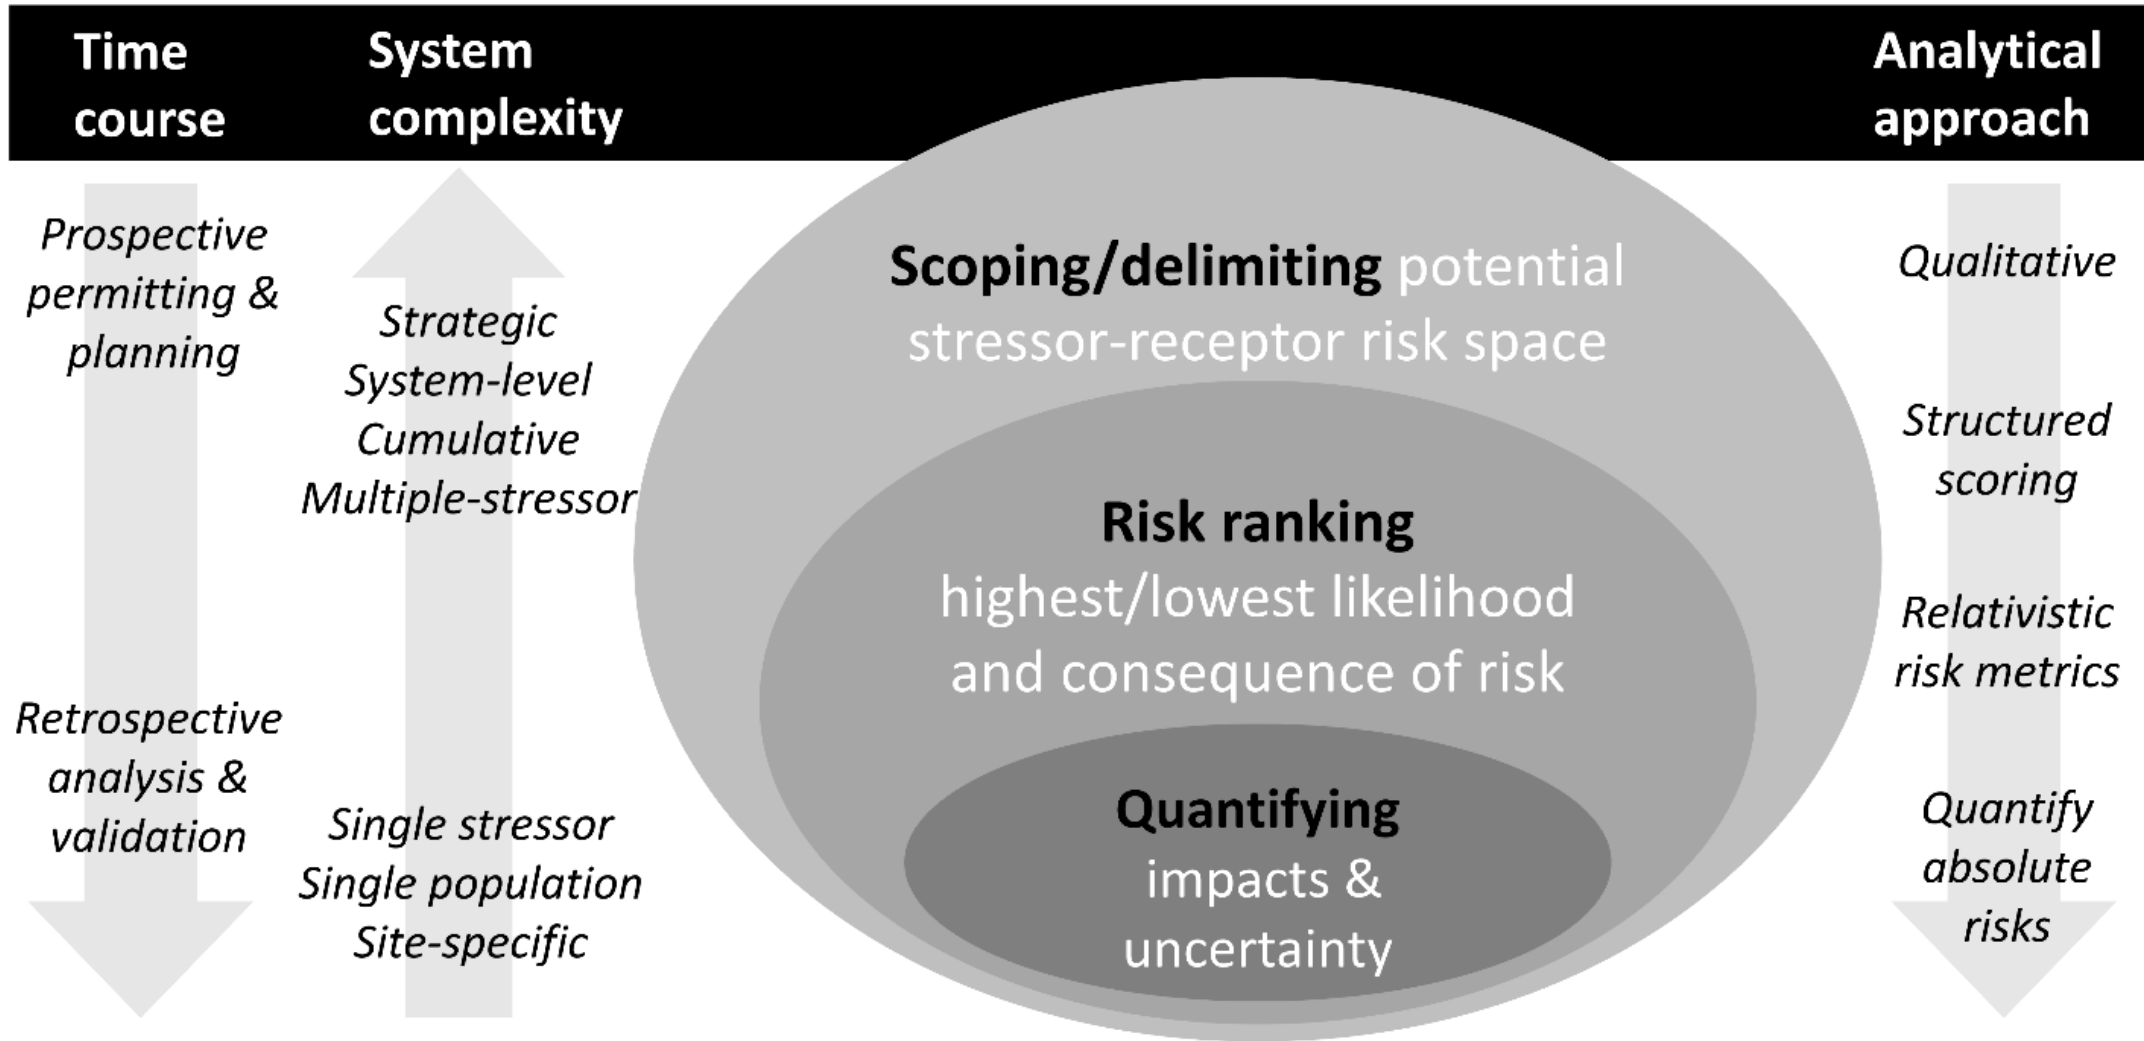 Time
course
System
complexity
Analytical
approach
Prospective
permitting &
planning
Retrospective
analysis &
validation
Strategic
System-level
Cumulative
Multiple-stressor
Single stressor
Single population
Site-specific
Scoping/delimiting potential
stressor-receptor risk space
Risk ranking
highest/lowest likelihood
and consequence of risk
Quantifying
impacts &
uncertainty
Qualitative
Structured
scoring
Relativistic
risk metrics
Quantify
absolute
risks